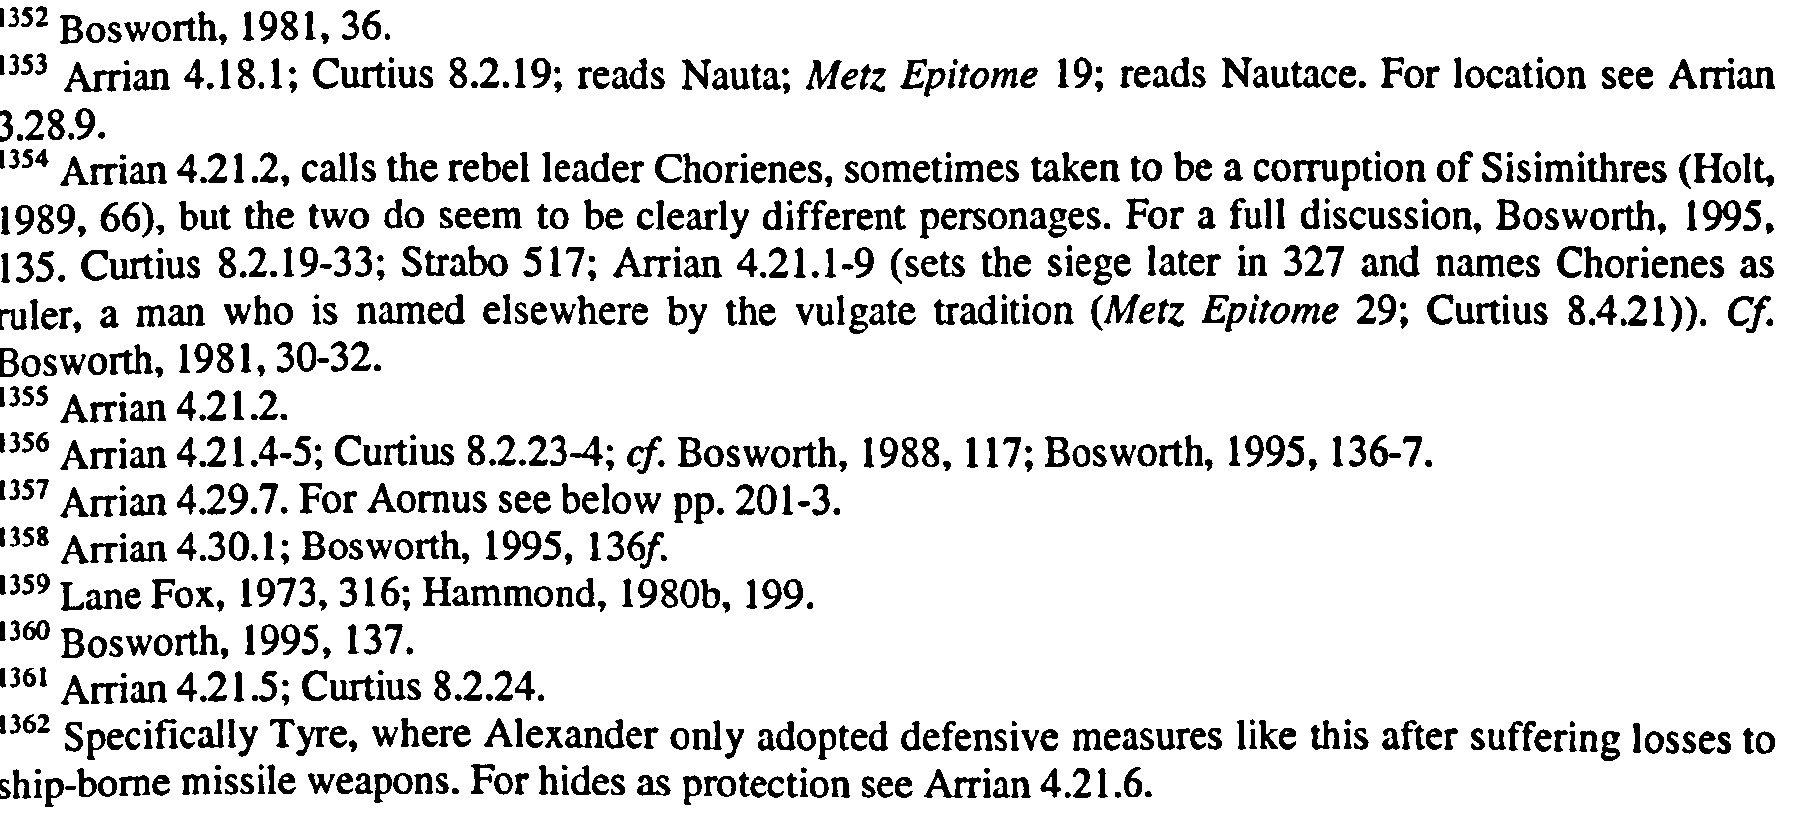 1352 Bosworth, 1981, 36.
1353 Arrian 4.18.1; Curtius 8.2.19; reads Nauta; Metz Epitome 19; reads Nautace. For location see Arrian
3.28.9.
1354 Arrian 4.21.2, calls the rebel leader Chorienes, sometimes taken to be a corruption of Sisimithres (Holt,
1989, 66), but the two do seem to be clearly different personages. For a full discussion, Bosworth, 1995,
135. Curtius 8.2.19-33; Strabo 517; Arrian 4.21.1-9 (sets the siege later in 327 and names Chorienes as
ruler, a man who is named elsewhere by the vulgate tradition (Metz Epitome 29; Curtius 8.4.21)). Cf.
Bosworth, 1981, 30-32.
1355 Arrian 4.21.2.
1356 Arrian 4.21.4-5; Curtius 8.2.23-4; cf. Bosworth, 1988, 117; Bosworth, 1995, 136-7.
1357 Arrian 4.29.7. For Aornus see below pp. 201-3.
1358 Arrian 4.30.1; Bosworth, 1995, 136f.
1359 Lane Fox, 1973, 316; Hammond, 1980b, 199.
1360 Bosworth, 1995, 137.
1361 Arrian 4.21.5; Curtius 8.2.24.
1362 Specifically Tyre, where Alexander only adopted defensive measures like this after suffering losses to
ship-borne missile weapons. For hides as protection see Arrian 4.21.6.